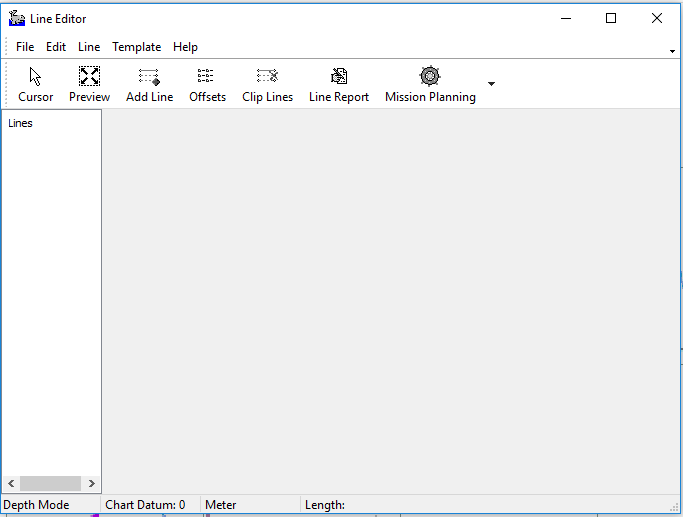 Line Editor
File Edit Line Template Help
Cursor Preview Add Line Offsets Clip Lines Line Report Mission Planning
Lines
Depth Mode Chart Datum: 0 Meter Length: